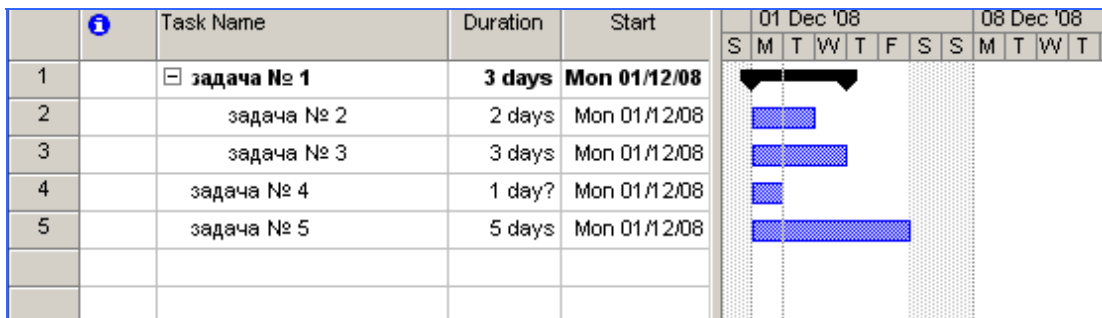 Task Name Duration Start 01 Dec '08 08 Dec '08
S M T W T F S S M T W T
1 задача № 1 3 days Mon 01/12/08
2 задача № 2 2 days Mon 01/12/08
3 задача № 3 3 days Mon 01/12/08
4 задача № 4 1 day? Mon 01/12/08
5 задача № 5 5 days Mon 01/12/08